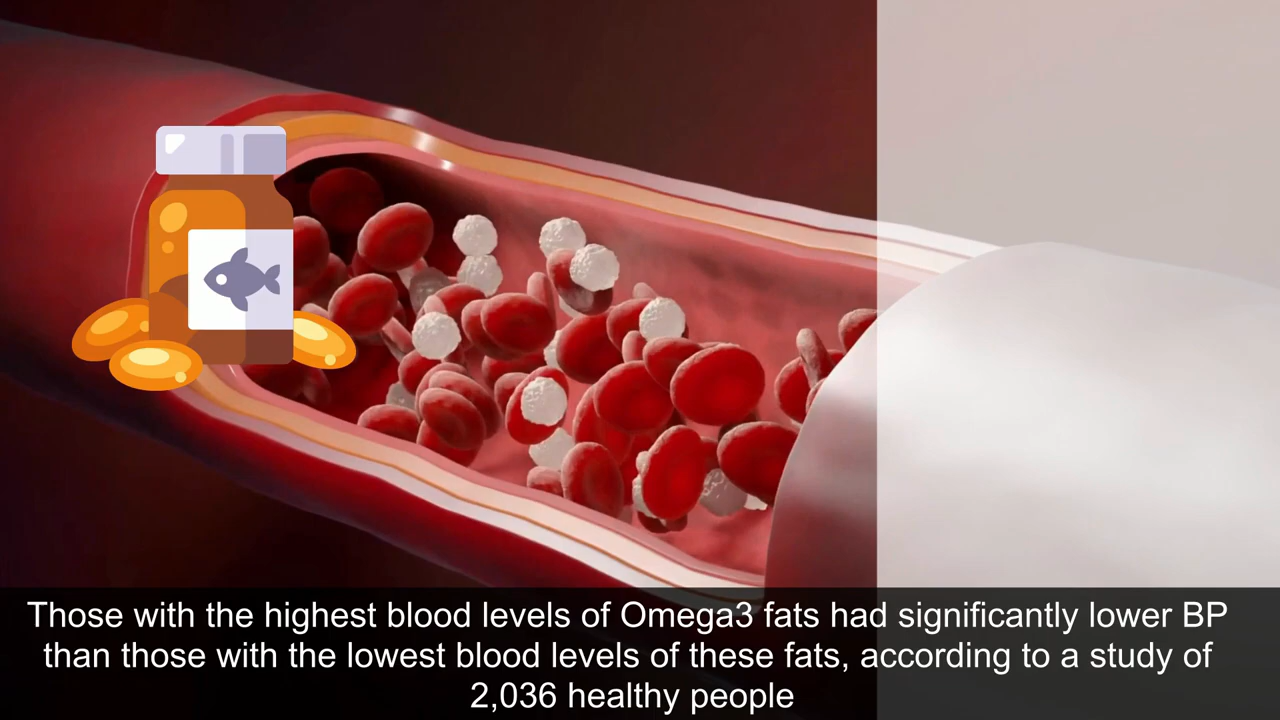 Those with the highest blood levels of Omega3 fats had significantly lower BP
than those with the lowest blood levels of these fats, according to a study of
2,036 healthy people